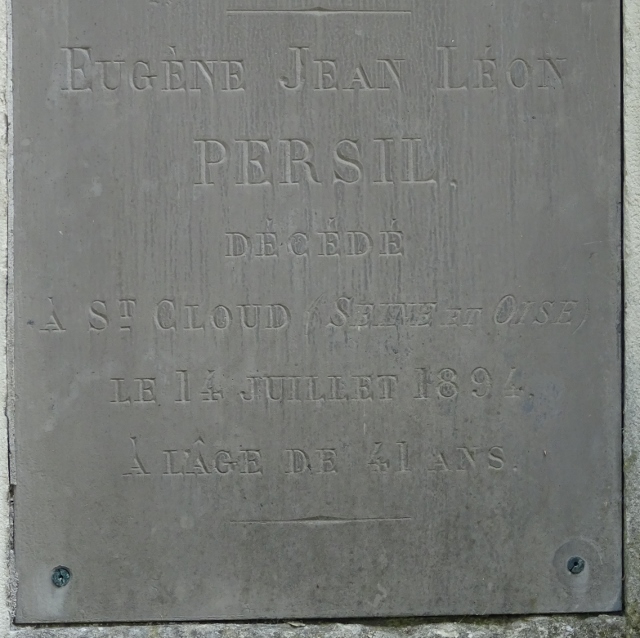 EUGÈNE JEAN LÉON
PERSIL,
DÉCÉDÉ
À ST CLOUD (SEINE ET OISE)
LE 14 JUILLET 1894.
À L'ÂGE DE 41 ANS.